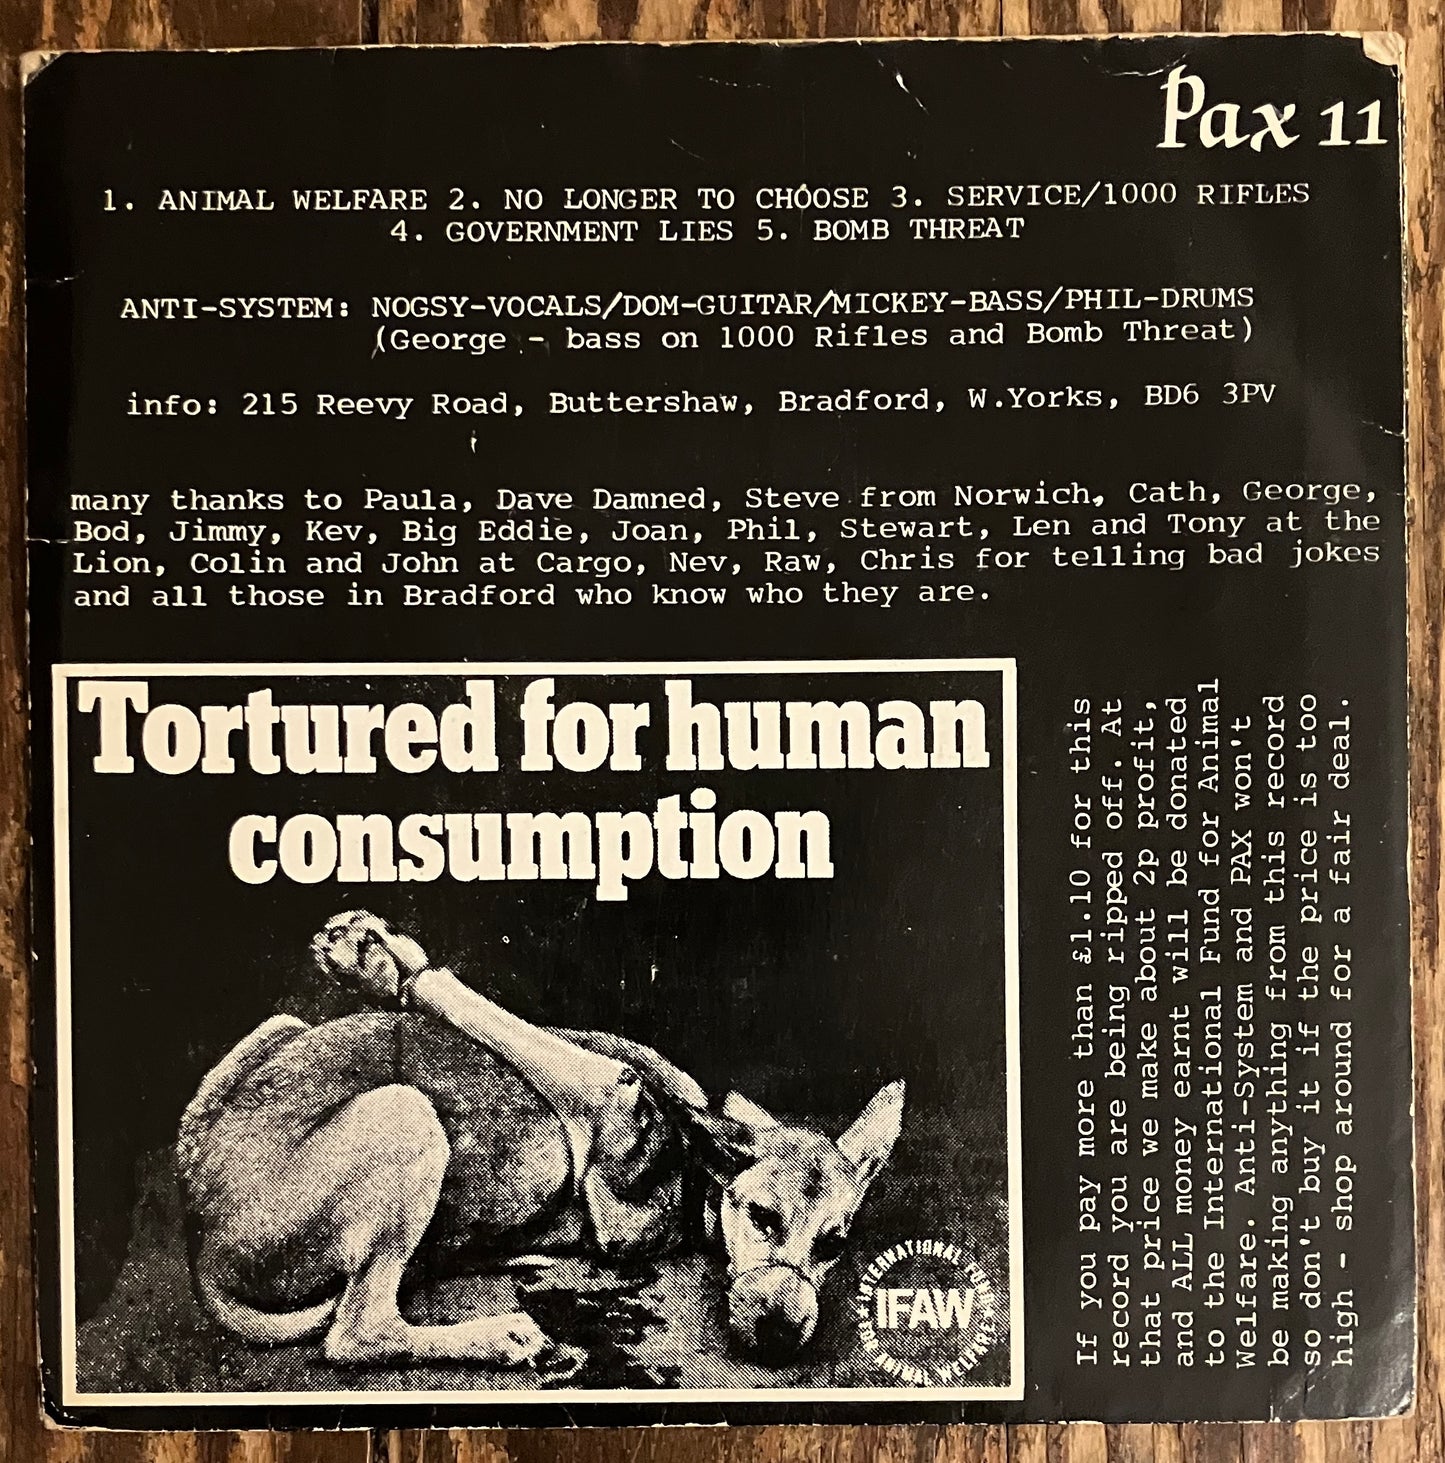 Pax 11
1. ANIMAL WELFARE 2. NO LONGER TO CHOOSE 3. SERVICE/1000 RIFLES
4. GOVERNMENT LIES 5. BOMB THREAT
ANTI-SYSTEM: NOGSY-VOCALS/DOM-GUITAR/MICKEY-BASS/PHIL-DRUMS
(George - bass on 1000 Rifles and Bomb Threat)
info: 215 Reevy Road, Buttershaw, Bradford, W.Yorks, BD6 3PV
many thanks to Paula, Dave Damned, Steve from Norwich, Cath, George,
Bod, Jimmy, Kev, Big Eddie, Joan, Phil, Stewart, Len and Tony at the
Lion, Colin and John at Cargo, Nev, Raw, Chris for telling bad jokes
and all those in Bradford who know who they are.
Tortured for human
consumption
INTERNATIONAL FUND FOR ANIMAL WELFARE
IFAW
If you pay more than £1.10 for this
record you are being ripped off. At
that price we make about 2p profit,
and ALL money earnt will be donated
to the International Fund for Animal
Welfare. Anti-System and PAX won't
be making anything from this record
so don't buy it if the price is too
high - shop around for a fair deal.